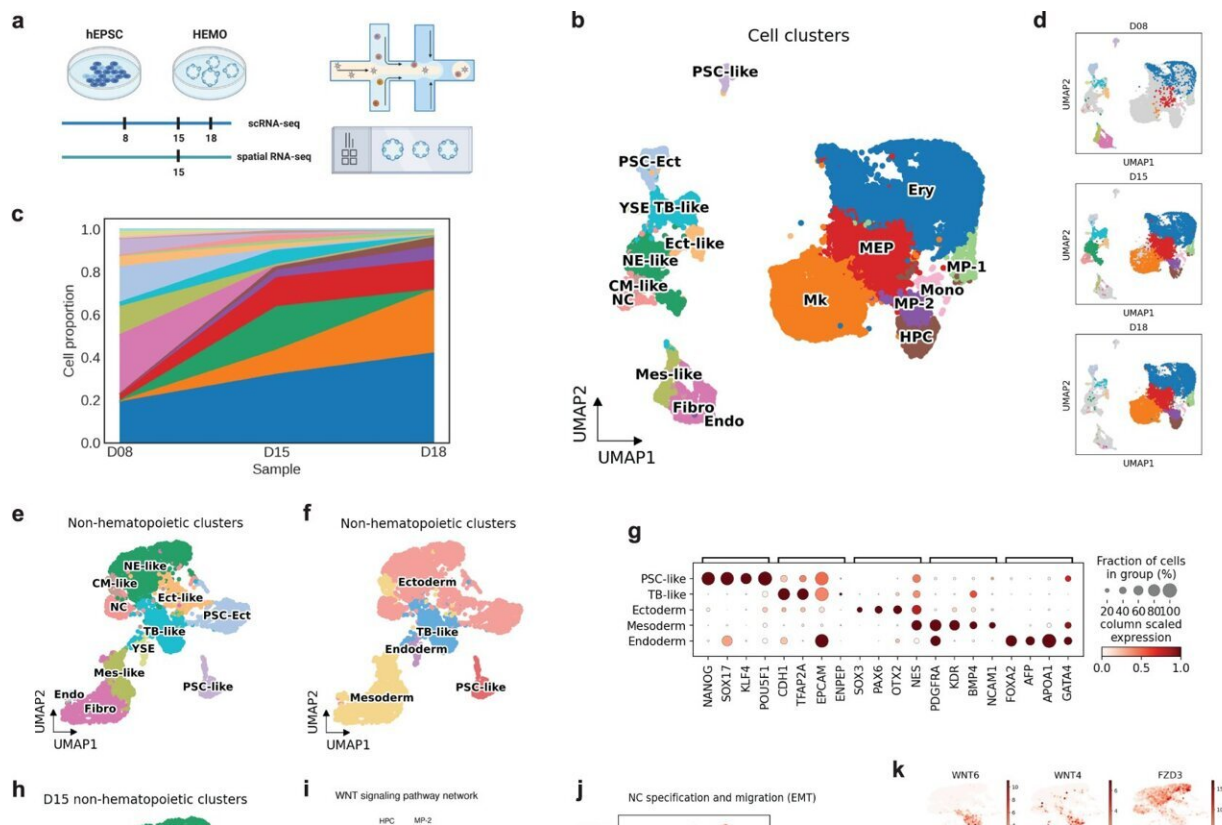 a
hEPSC HEMO
scRNA-seq
8 15 18
spatial RNA-seq
15
b
Cell clusters
PSC-like
PSC-Ect
YSE TB-like
Ect-like
NE-like
CM-like
NC
Mes-like
Fibro
Endo
Ery
MEP
MP-1
Mono
Mk
MP-2
HPC
UMAP2
UMAP1
c
1.0
0.8
0.6
0.4
0.2
0.0
Cell proportion
D08 D15 D18
Sample
d
D08
UMAP2
UMAP1
D15
UMAP2
UMAP1
D18
UMAP2
UMAP1
e
Non-hematopoietic clusters
NE-like
CM-like
Ect-like
NC
PSC-Ect
TB-like
YSE
Mes-like
PSC-like
Endo
Fibro
UMAP2
UMAP1
f
Non-hematopoietic clusters
Ectoderm
TB-like
Endoderm
PSC-like
Mesoderm
UMAP2
UMAP1
g
PSC-like
TB-like
Ectoderm
Mesoderm
Endoderm
NANOG SOX17 KLF4 POU5F1 CDH1 TFAP2A EPCAM ENPEP SOX3 PAX6 OTX2 NES PDGFRA KDR BMP4 NCAM1 FOXA2 AFP APOA1 GATA4
Fraction of cells
in group (%)
20 40 60 80 100
column scaled
expression
0.0 1.0
h
D15 non-hematopoietic clusters
i
WNT signaling pathway network
HPC MP-2
j
NC specification and migration (EMT)
k
WNT6 WNT4 FZD3